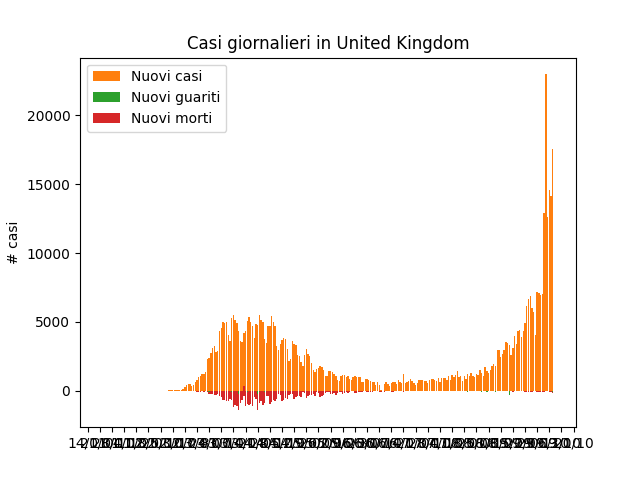 Casi giornalieri in United Kingdom
Nuovi casi
Nuovi guariti
Nuovi morti
# casi
20000
15000
10000
5000
0